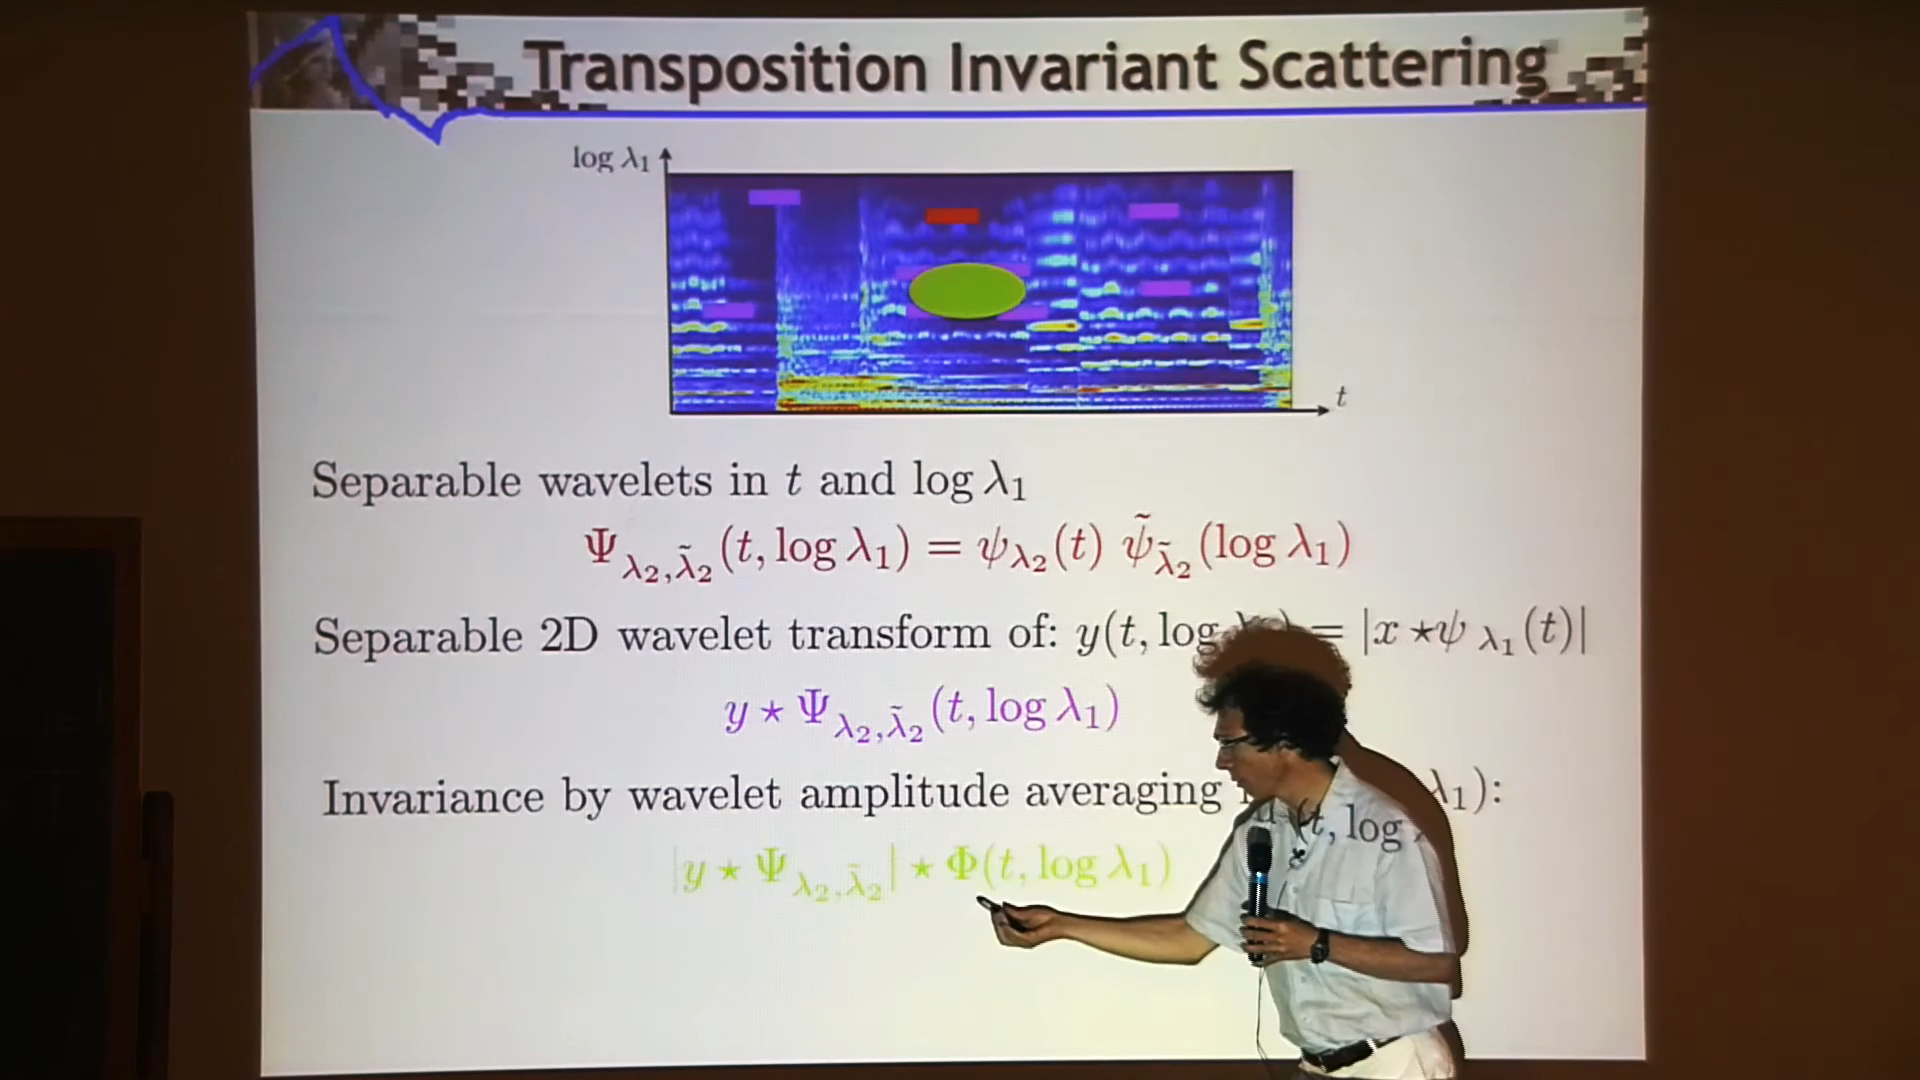 Transposition Invariant Scattering
log λ₁
t
Separable wavelets in t and log λ₁
Ψ_{λ₂,λ̃₂}(t, log λ₁) = ψ_{λ₂}(t) ψ̃_{λ̃₂}(log λ₁)
Separable 2D wavelet transform of: y(t, log = |x ⋆ψ_{λ₁}(t)|
y ⋆ Ψ_{λ₂,λ̃₂}(t, log λ₁)
Invariance by wavelet amplitude averaging (t, log λ₁):
|y ⋆ Ψ_{λ₂,λ̃₂}| ⋆ Φ(t, log λ₁)